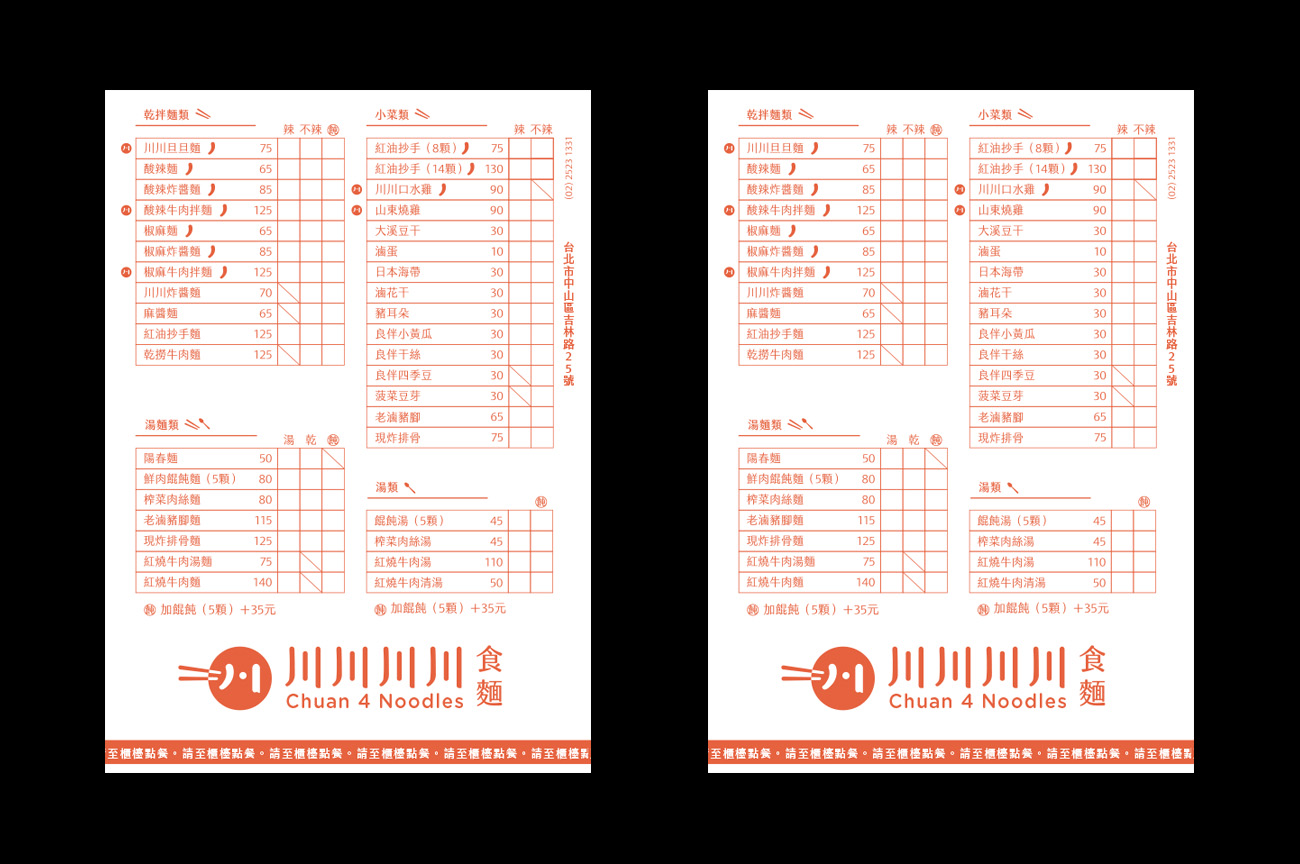 乾拌麵類
辣 不辣
川川旦旦麵 75
酸辣麵 65
酸辣炸醬麵 85
酸辣牛肉拌麵 125
椒麻麵 65
椒麻炸醬麵 85
椒麻牛肉拌麵 125
川川炸醬麵 70
麻醬麵 65
紅油抄手麵 125
乾撈牛肉麵 125
湯麵類
湯 乾
陽春麵 50
鮮肉餛飩麵（5顆） 80
榨菜肉絲麵 80
老滷豬腳麵 115
現炸排骨麵 125
紅燒牛肉湯麵 75
紅燒牛肉麵 140
加餛飩（5顆）＋35元
小菜類
辣 不辣
紅油抄手（8顆） 75
紅油抄手（14顆） 130
川川口水雞 90
山東燒雞 90
大溪豆干 30
滷蛋 10
日本海帶 30
滷花干 30
豬耳朵 30
良伴小黃瓜 30
良伴干絲 30
良伴四季豆 30
菠菜豆芽 30
老滷豬腳 65
現炸排骨 75
湯類
餛飩湯（5顆） 45
榨菜肉絲湯 45
紅燒牛肉湯 110
紅燒牛肉清湯 50
加餛飩（5顆）＋35元
(02) 2523 1331
台北市中山區吉林路25號
川川川川
食麵
Chuan 4 Noodles
至櫃檯點餐。請至櫃檯點餐。請至櫃檯點餐。請至櫃檯點餐。請至櫃檯點餐。請至櫃檯點
乾拌麵類
辣 不辣
川川旦旦麵 75
酸辣麵 65
酸辣炸醬麵 85
酸辣牛肉拌麵 125
椒麻麵 65
椒麻炸醬麵 85
椒麻牛肉拌麵 125
川川炸醬麵 70
麻醬麵 65
紅油抄手麵 125
乾撈牛肉麵 125
湯麵類
湯 乾
陽春麵 50
鮮肉餛飩麵（5顆） 80
榨菜肉絲麵 80
老滷豬腳麵 115
現炸排骨麵 125
紅燒牛肉湯麵 75
紅燒牛肉麵 140
加餛飩（5顆）＋35元
小菜類
辣 不辣
紅油抄手（8顆） 75
紅油抄手（14顆） 130
川川口水雞 90
山東燒雞 90
大溪豆干 30
滷蛋 10
日本海帶 30
滷花干 30
豬耳朵 30
良伴小黃瓜 30
良伴干絲 30
良伴四季豆 30
菠菜豆芽 30
老滷豬腳 65
現炸排骨 75
湯類
餛飩湯（5顆） 45
榨菜肉絲湯 45
紅燒牛肉湯 110
紅燒牛肉清湯 50
加餛飩（5顆）＋35元
(02) 2523 1331
台北市中山區吉林路25號
川川川川
食麵
Chuan 4 Noodles
至櫃檯點餐。請至櫃檯點餐。請至櫃檯點餐。請至櫃檯點餐。請至櫃檯點餐。請至櫃檯點